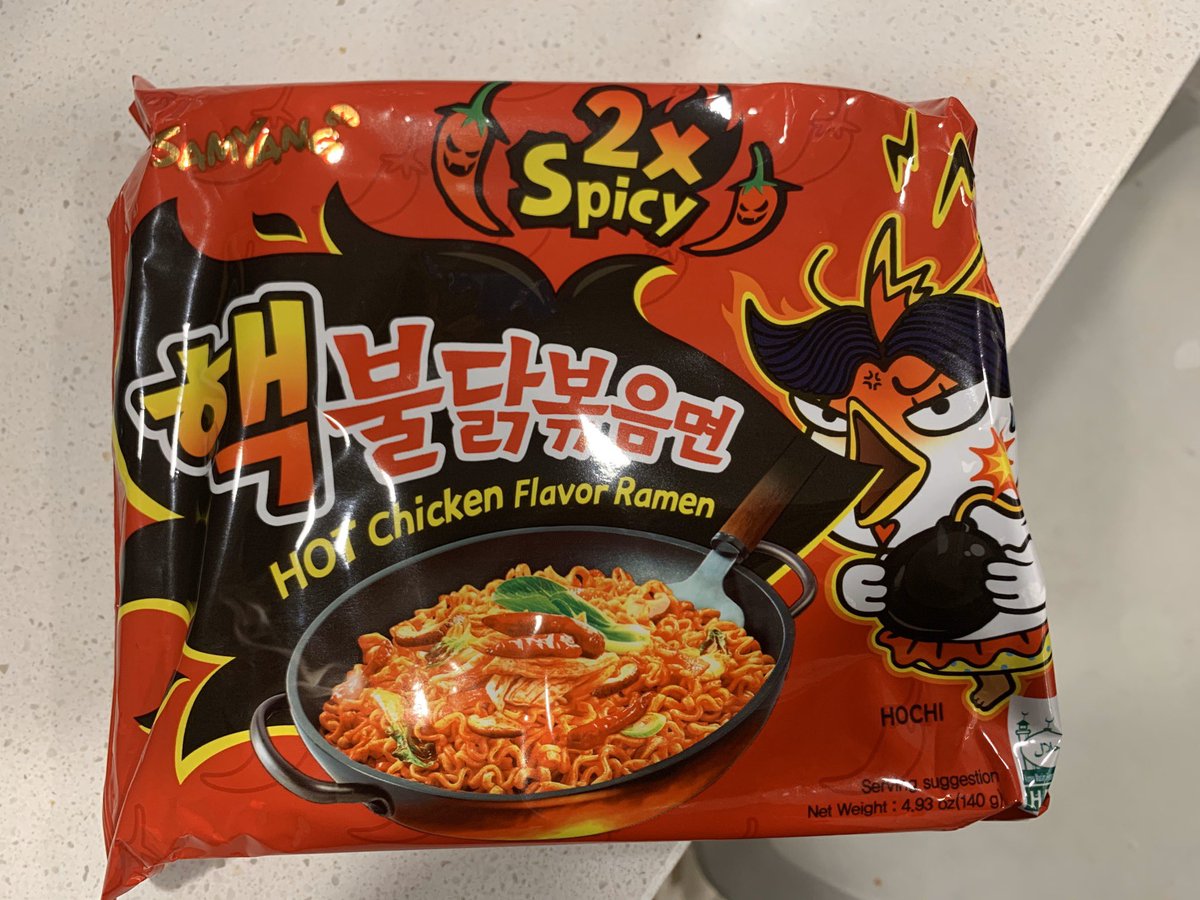 SAMYANG
2x
Spicy
핵불닭볶음면
HOT Chicken Flavor Ramen
HOCHI
Serving suggestion
Net Weight : 4.93 oz(140 g)